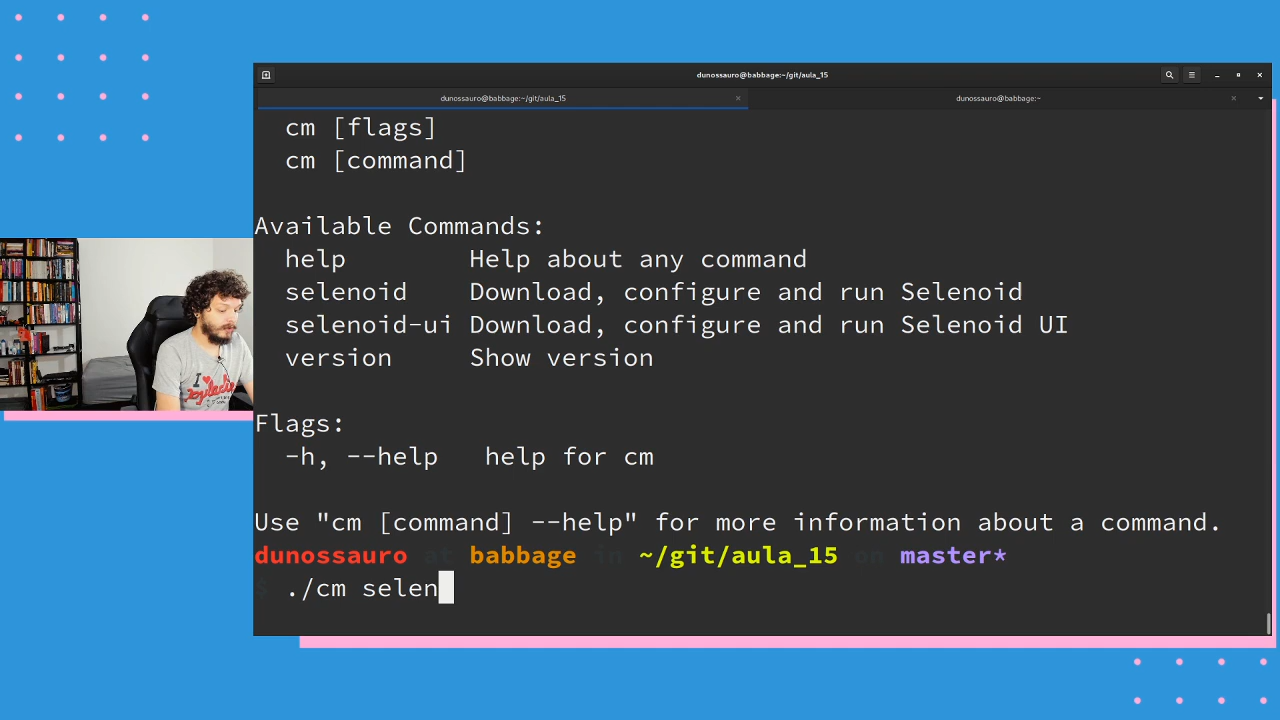 dunossauro@babbage:~/git/aula_15
dunossauro@babbage:~/git/aula_15
dunossauro@babbage:~
cm [flags]
cm [command]
Available Commands:
help Help about any command
selenoid Download, configure and run Selenoid
selenoid-ui Download, configure and run Selenoid UI
version Show version
Flags:
-h, --help help for cm
Use "cm [command] --help" for more information about a command.
dunossauro at babbage in ~/git/aula_15 on master*
$ ./cm selen